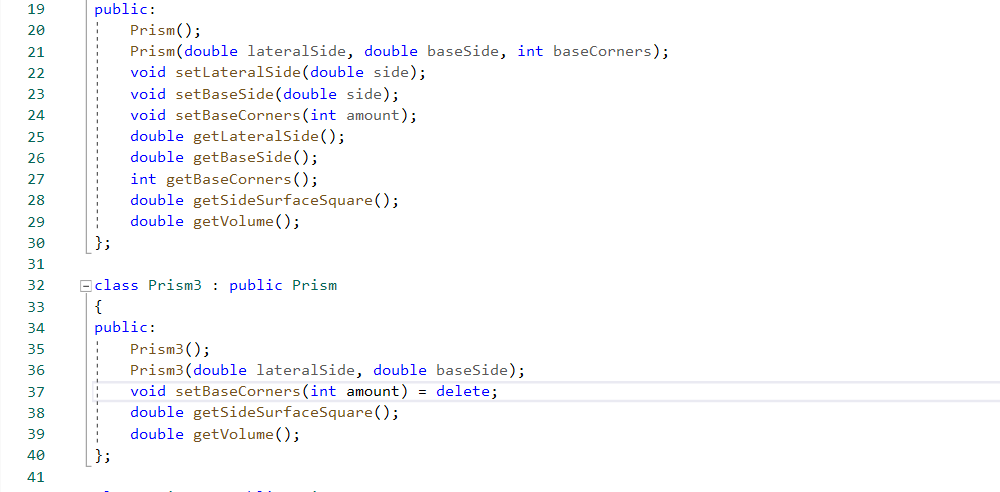 19 public:
20 Prism();
21 Prism(double lateralSide, double baseSide, int baseCorners);
22 void setLateralSide(double side);
23 void setBaseSide(double side);
24 void setBaseCorners(int amount);
25 double getLateralSide();
26 double getBaseSide();
27 int getBaseCorners();
28 double getSideSurfaceSquare();
29 double getVolume();
30 };
31
32 class Prism3 : public Prism
33 {
34 public:
35 Prism3();
36 Prism3(double lateralSide, double baseSide);
37 void setBaseCorners(int amount) = delete;
38 double getSideSurfaceSquare();
39 double getVolume();
40 };
41